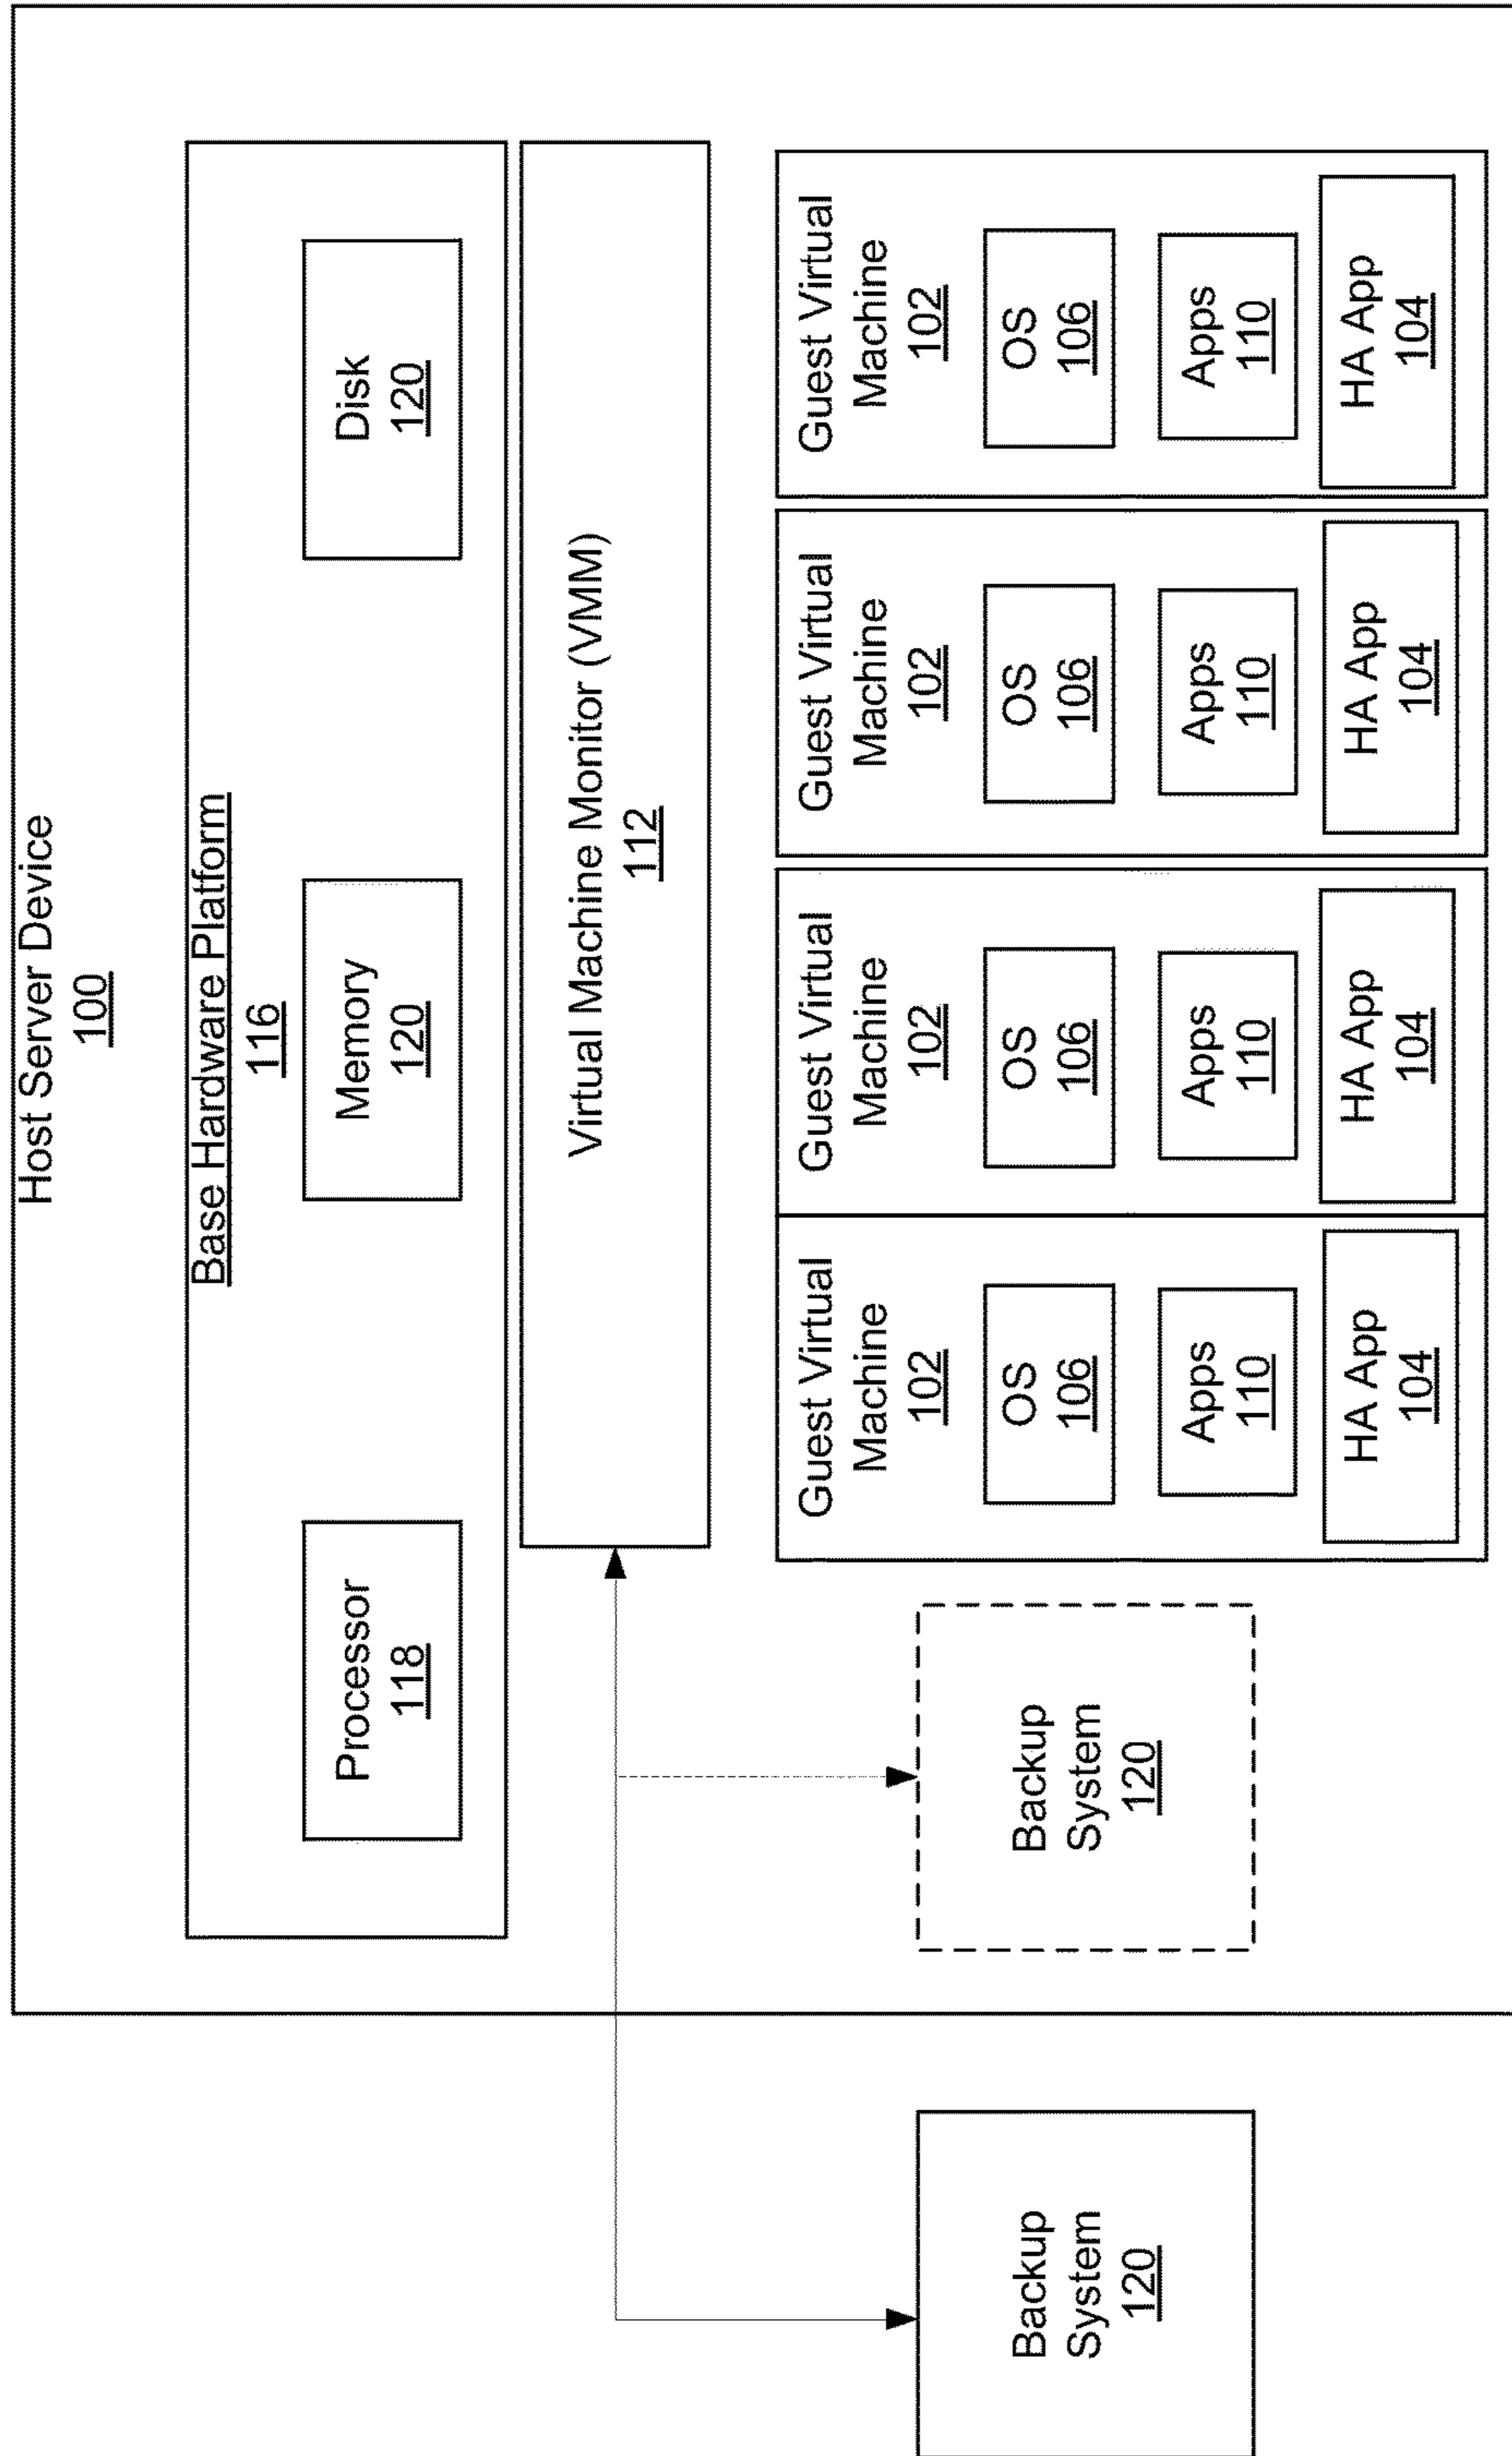 Host Server Device
100
Base Hardware Platform
116
Processor
118
Memory
120
Disk
120
Virtual Machine Monitor (VMM)
112
Backup
System
120
Backup
System
120
Guest Virtual
Machine
102
OS
106
Apps
110
HA App
104
Guest Virtual
Machine
102
OS
106
Apps
110
HA App
104
Guest Virtual
Machine
102
OS
106
Apps
110
HA App
104
Guest Virtual
Machine
102
OS
106
Apps
110
HA App
104